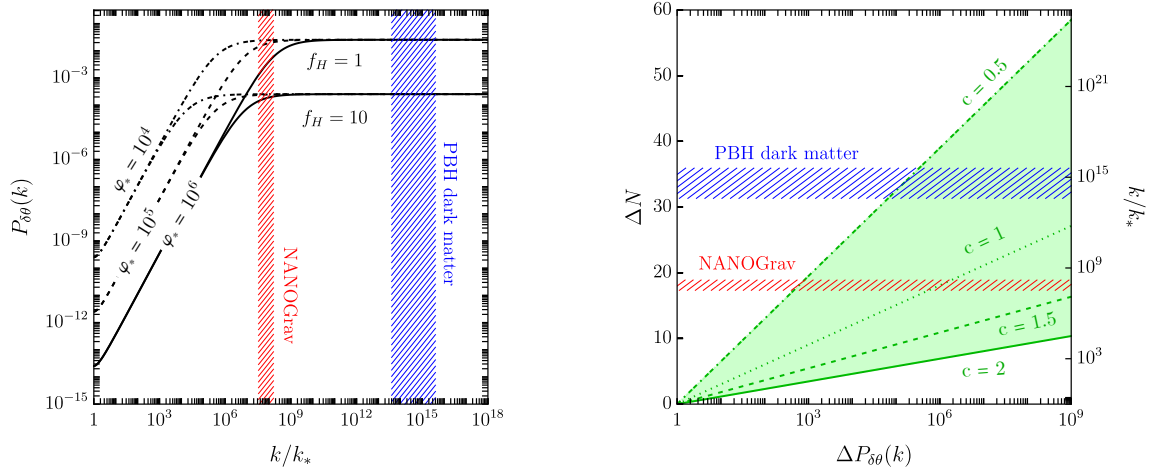 P_{δθ}(k)
10^{-3}
10^{-6}
10^{-9}
10^{-12}
10^{-15}
f_H = 1
f_H = 10
φ_* = 10^4
φ_* = 10^5
φ_* = 10^6
NANOGrav
PBH dark matter
1 10^3 10^6 10^9 10^{12} 10^{15} 10^{18}
k/k_*
ΔN
60
50
40
30
20
10
0
c = 0.5
PBH dark matter
c = 1
NANOGrav
c = 1.5
c = 2
10^{21}
10^{15}
10^9
10^3
k/k_*
1 10^3 10^6 10^9
ΔP_{δθ}(k)